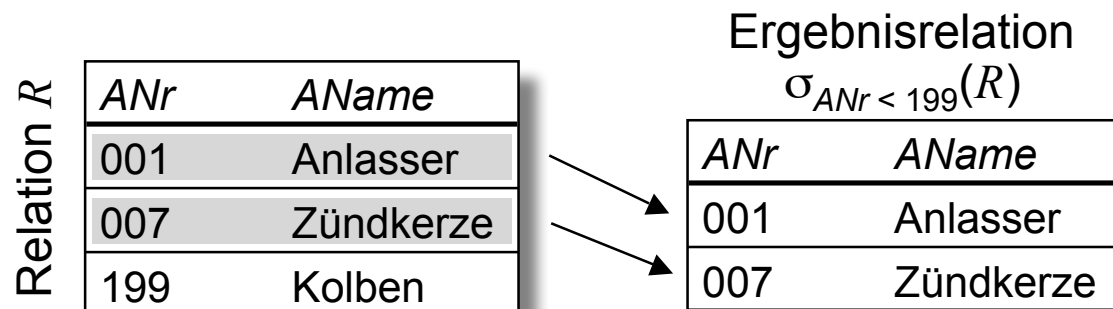 Relation R
ANr AName
001 Anlasser
007 Zündkerze
199 Kolben
Ergebnisrelation
σANr < 199(R)
ANr AName
001 Anlasser
007 Zündkerze